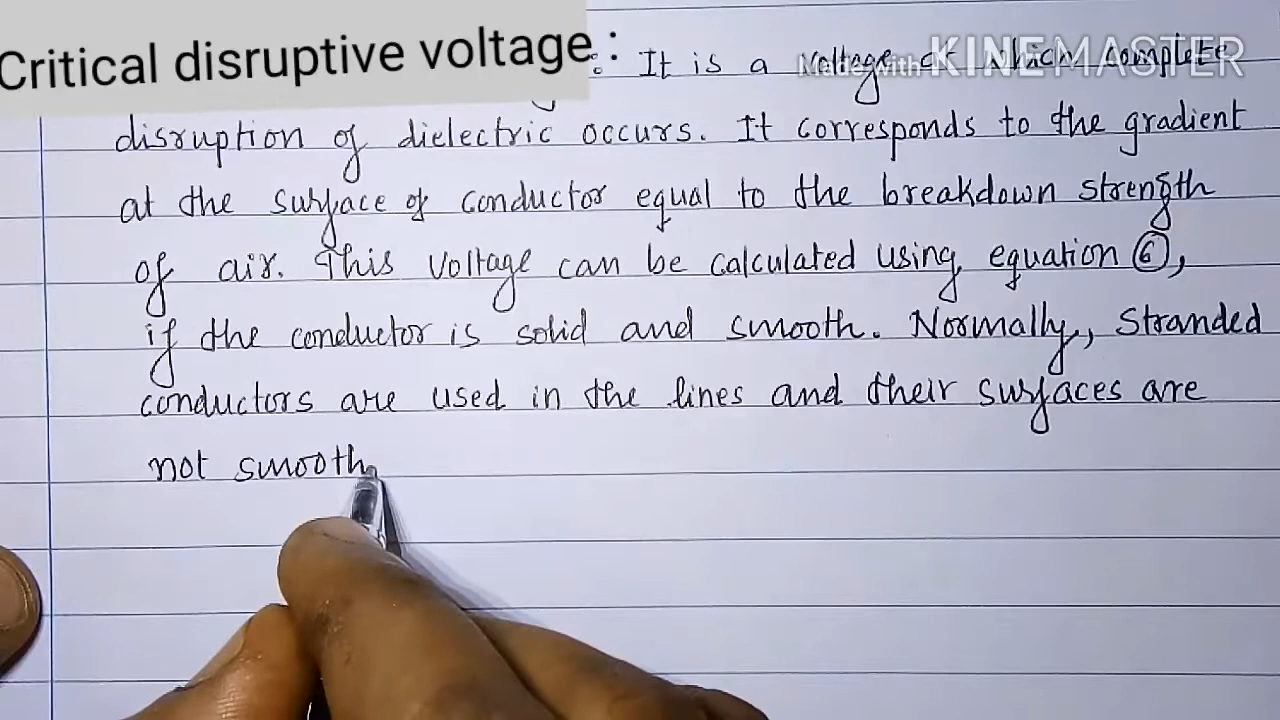 Critical disruptive voltage :
: It is a voltage at which complete
Made with KINEMASTER
disruption of dielectric occurs. It corresponds to the gradient
at the surface of conductor equal to the breakdown strength
of air. This voltage can be calculated using equation ⑥,
if the conductor is solid and smooth. Normally, stranded
conductors are used in the lines and their surfaces are
not smooth